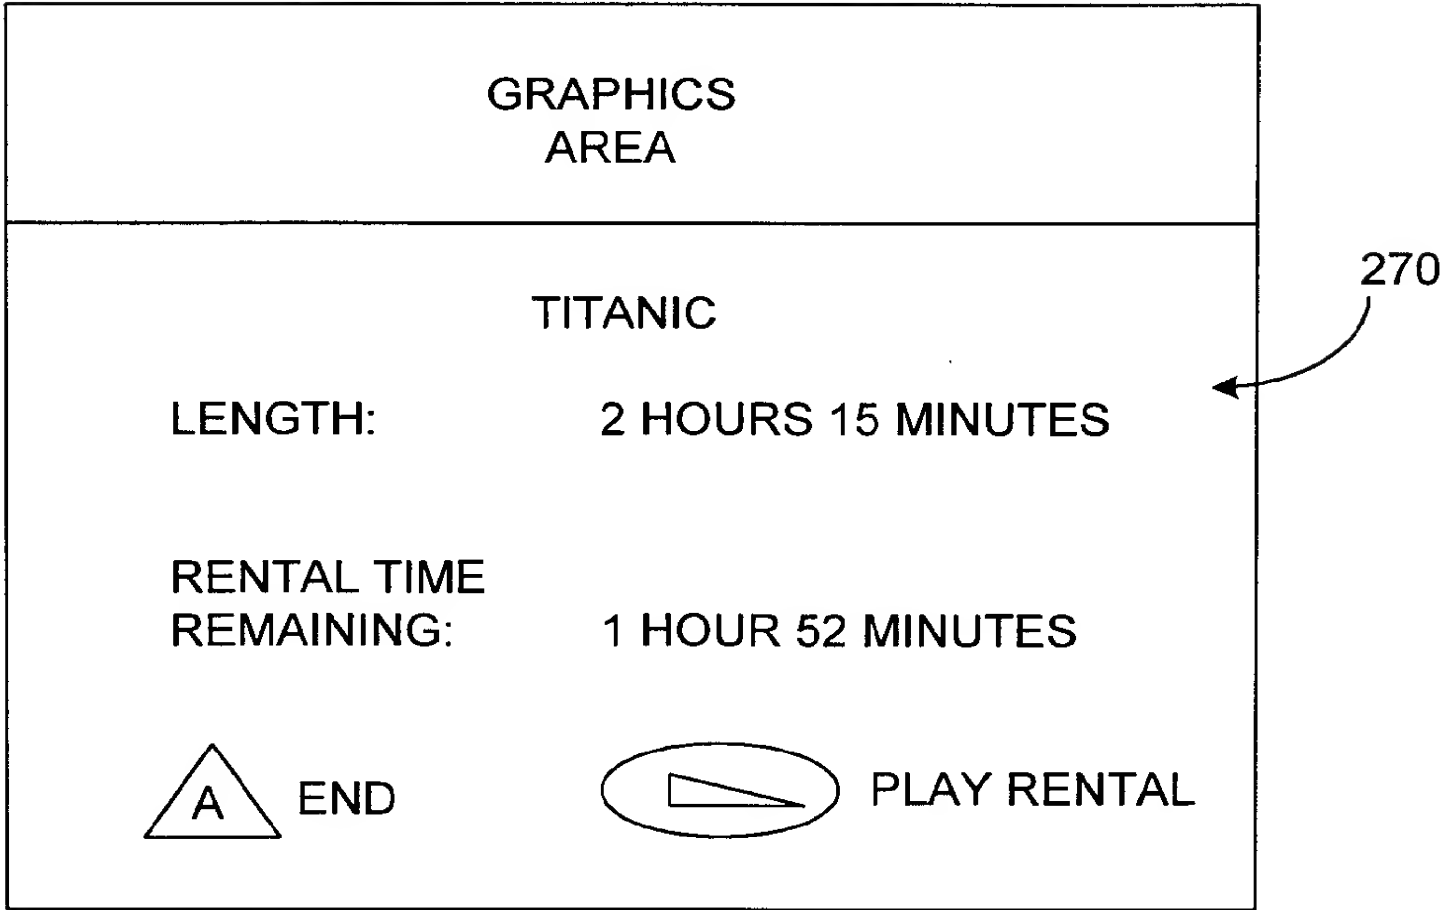 GRAPHICS
AREA
270
TITANIC
LENGTH: 2 HOURS 15 MINUTES
RENTAL TIME
REMAINING: 1 HOUR 52 MINUTES
A END PLAY RENTAL